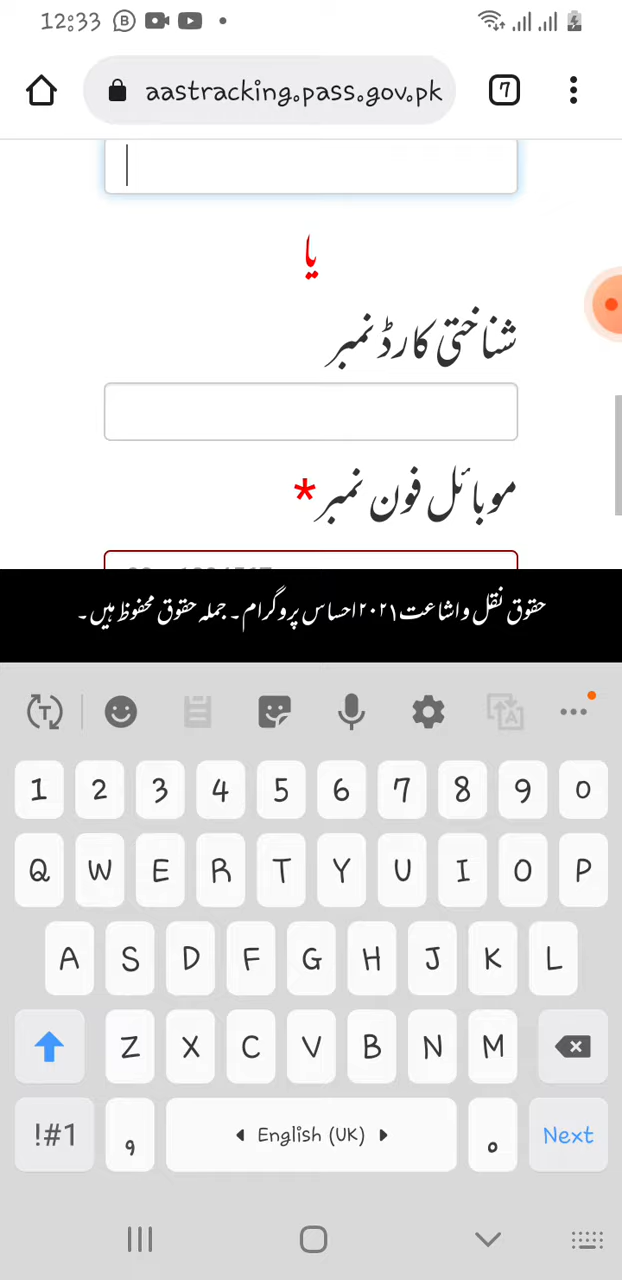 12:33
7
aastracking.pass.gov.pk
یا
شناختی کارڈ نمبر
موبائل فون نمبر *
حقوق نقل و اشاعت ۲۰۲۱ احساس پروگرام ۔ جملہ حقوق محفوظ ہیں ۔
1 2 3 4 5 6 7 8 9 0
Q W E R T Y U I O P
A S D F G H J K L
Z X C V B N M
!#1 , English (UK) . Next